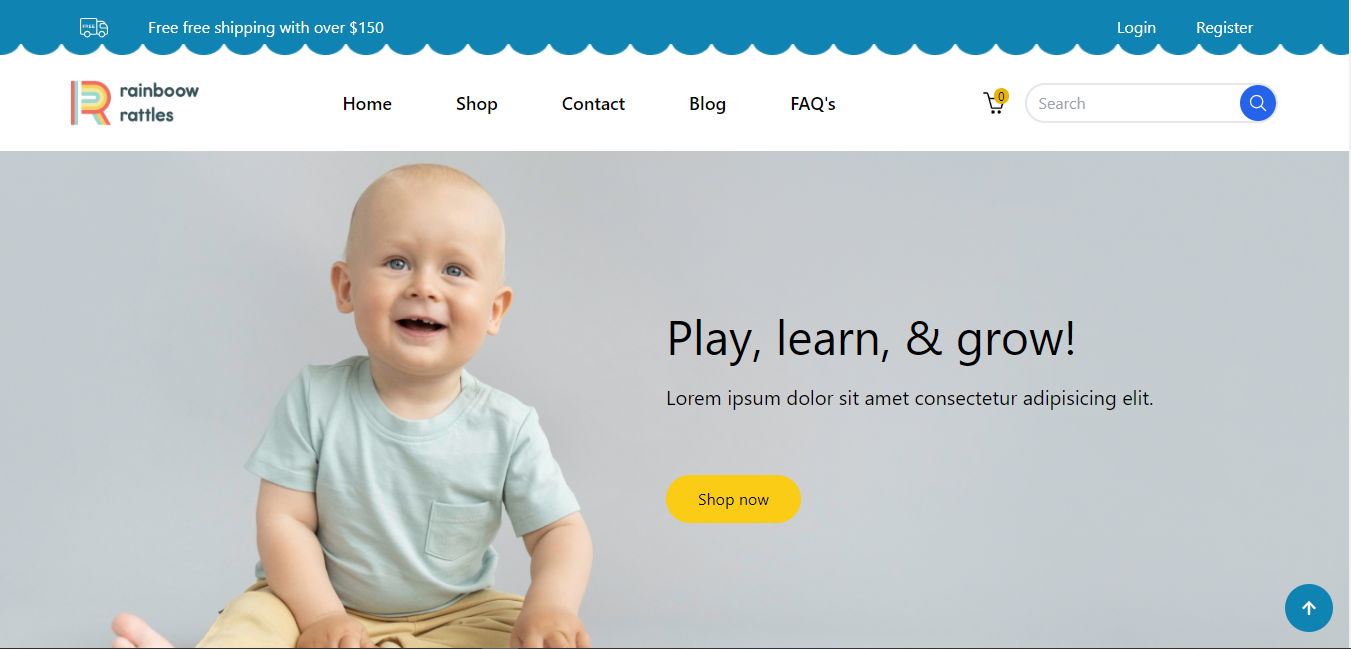 FREE
Free free shipping with over $150
Login
Register
rainboow
rattles
Home
Shop
Contact
Blog
FAQ's
0
Search
Play, learn, & grow!
Lorem ipsum dolor sit amet consectetur adipisicing elit.
Shop now